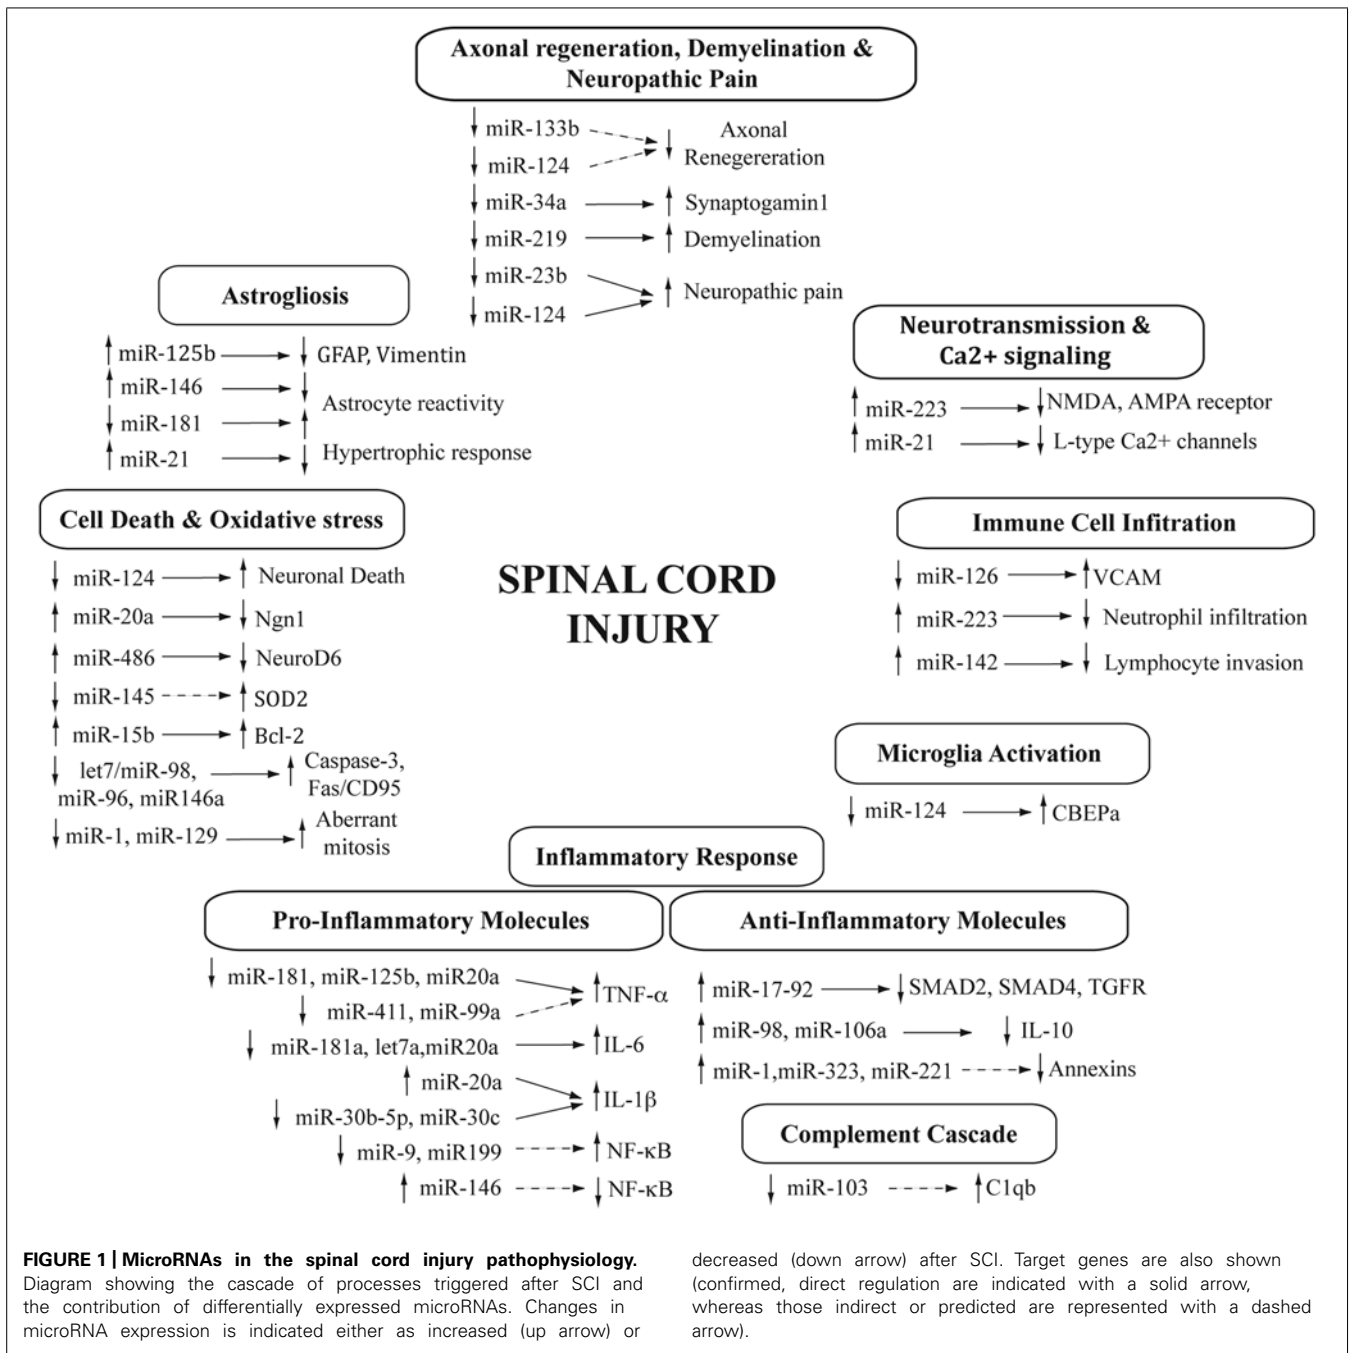 Axonal regeneration, Demyelination &
Neuropathic Pain
miR-133b
miR-124
Axonal
Renegereration
miR-34a
Synaptogamin1
miR-219
Demyelination
miR-23b
miR-124
Neuropathic pain
Astrogliosis
miR-125b
GFAP, Vimentin
miR-146
Astrocyte reactivity
miR-181
miR-21
Hypertrophic response
Neurotransmission &
Ca2+ signaling
miR-223
NMDA, AMPA receptor
miR-21
L-type Ca2+ channels
Cell Death & Oxidative stress
miR-124
Neuronal Death
miR-20a
Ngn1
miR-486
NeuroD6
miR-145
SOD2
miR-15b
Bcl-2
let7/miR-98,
miR-96, miR146a
Caspase-3,
Fas/CD95
miR-1, miR-129
Aberrant
mitosis
SPINAL CORD
INJURY
Immune Cell Infitration
miR-126
VCAM
miR-223
Neutrophil infiltration
miR-142
Lymphocyte invasion
Microglia Activation
miR-124
CBEPa
Inflammatory Response
Pro-Inflammatory Molecules
miR-181, miR-125b, miR20a
miR-411, miR-99a
TNF-α
miR-181a, let7a,miR20a
IL-6
miR-20a
miR-30b-5p, miR-30c
IL-1β
miR-9, miR199
NF-κB
miR-146
NF-κB
Anti-Inflammatory Molecules
miR-17-92
SMAD2, SMAD4, TGFR
miR-98, miR-106a
IL-10
miR-1,miR-323, miR-221
Annexins
Complement Cascade
miR-103
C1qb
FIGURE 1 | MicroRNAs in the spinal cord injury pathophysiology.
Diagram showing the cascade of processes triggered after SCI and
the contribution of differentially expressed microRNAs. Changes in
microRNA expression is indicated either as increased (up arrow) or
decreased (down arrow) after SCI. Target genes are also shown
(confirmed, direct regulation are indicated with a solid arrow,
whereas those indirect or predicted are represented with a dashed
arrow).